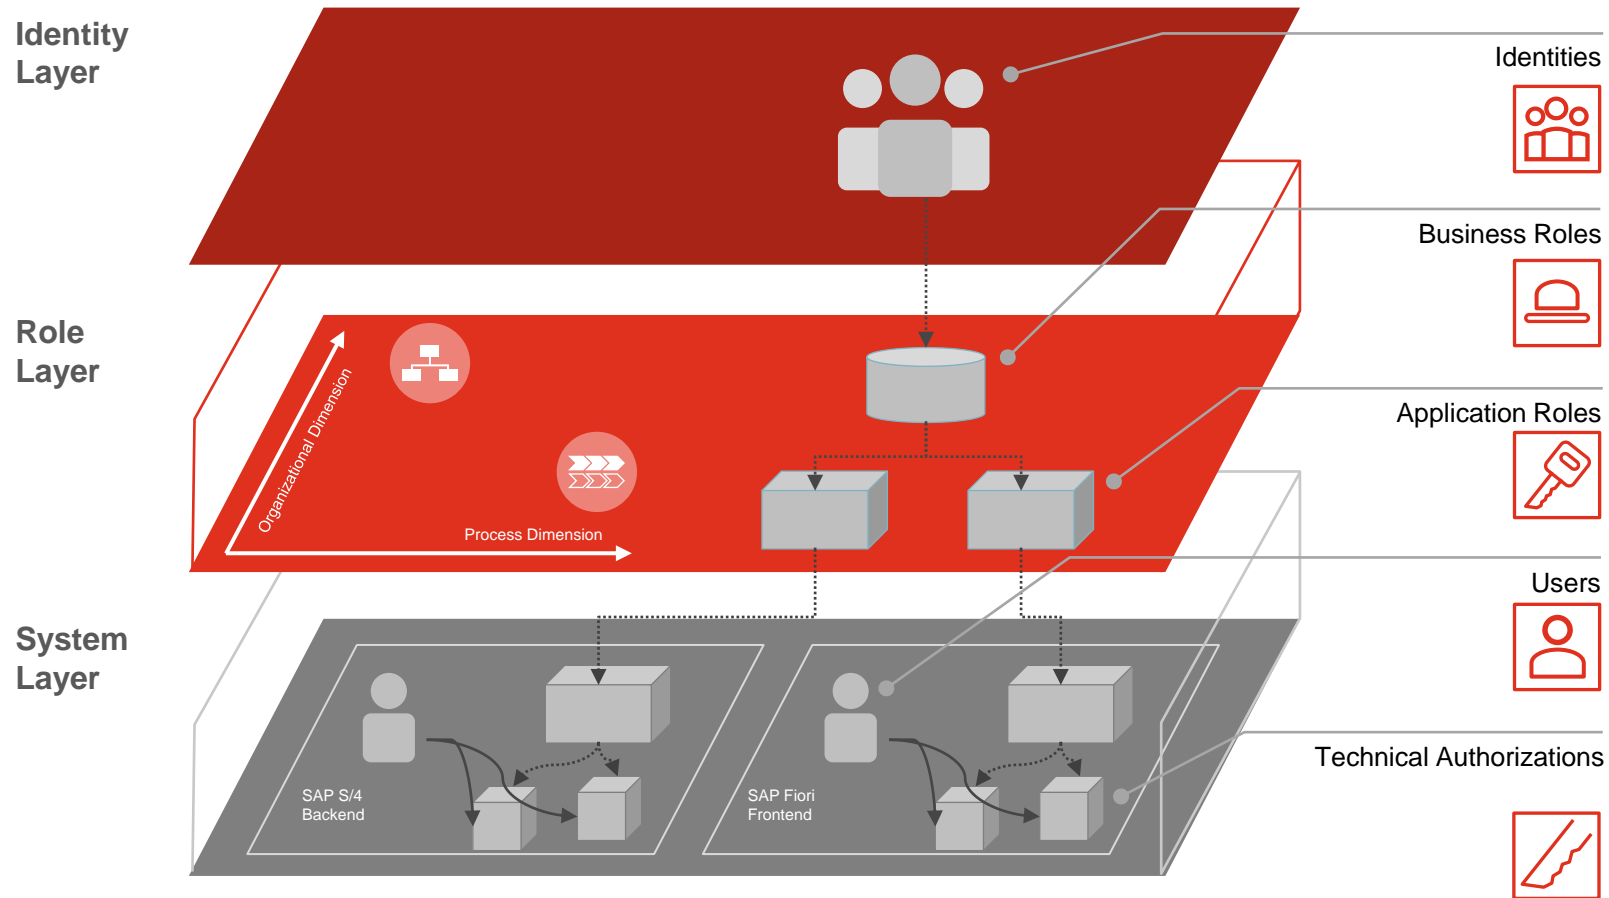 Identity
Layer
Identities
Business Roles
Role
Layer
Organizational Dimension
Process Dimension
Application Roles
Users
System
Layer
SAP S/4
Backend
SAP Fiori
Frontend
Technical Authorizations